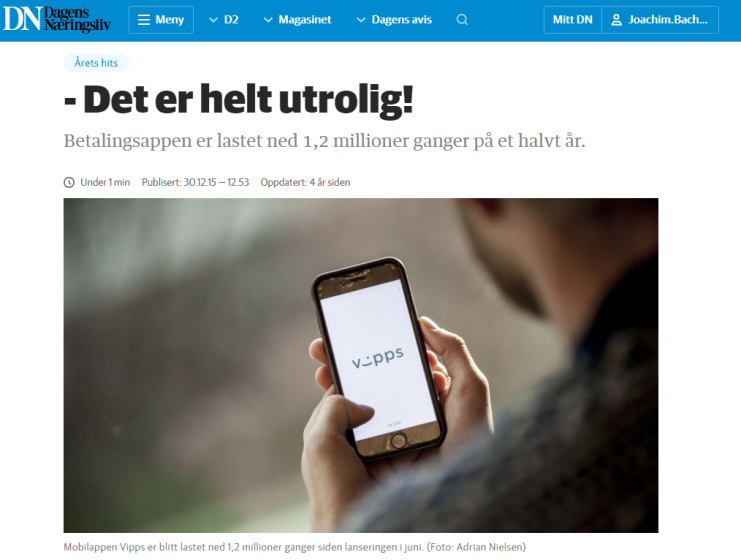 DN Dagens Næringsliv
Meny
D2
Magasinet
Dagens avis
Mitt DN
Joachim.Bach...
Årets hits
- Det er helt utrolig!
Betalingsappen er lastet ned 1,2 millioner ganger på et halvt år.
Under 1 min Publisert: 30.12.15 — 12.53 Oppdatert: 4 år siden
vipps
Mobilappen Vipps er blitt lastet ned 1,2 millioner ganger siden lanseringen i juni. (Foto: Adrian Nielsen)